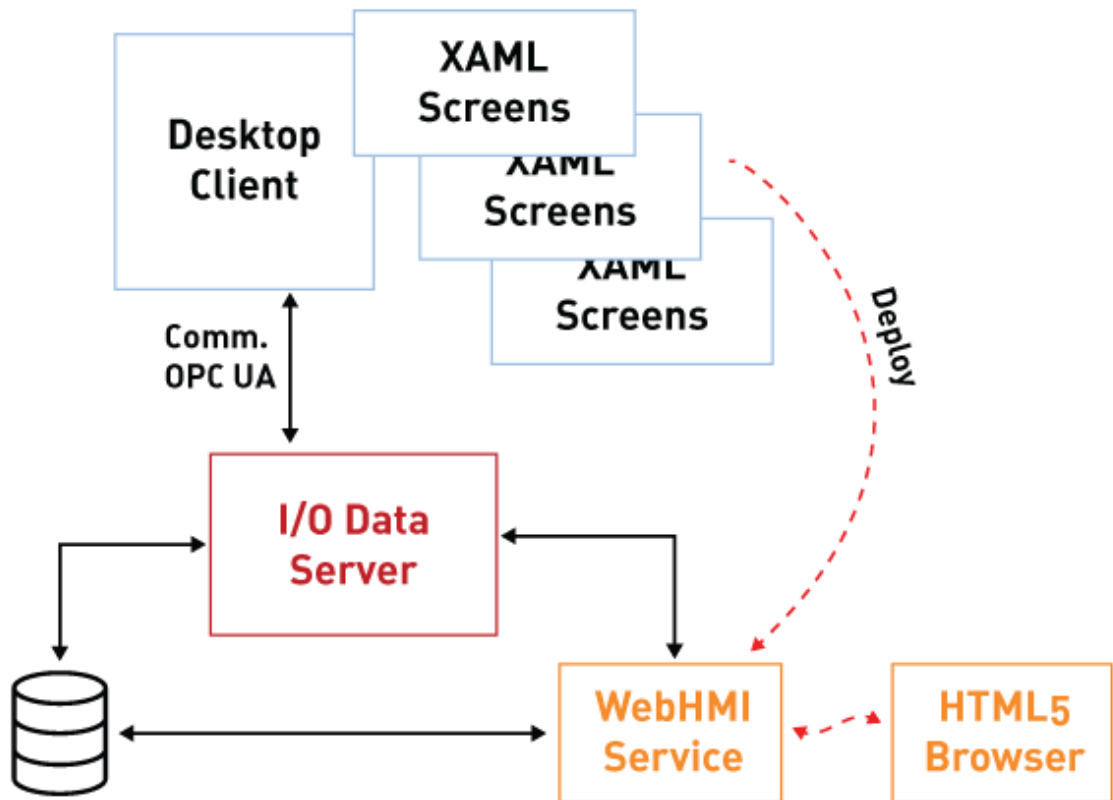 XAML
Screens
Desktop
Client
XAML
Screens
XAML
Screens
Deploy
Comm.
OPC UA
I/O Data
Server
WebHMI
Service
HTML5
Browser